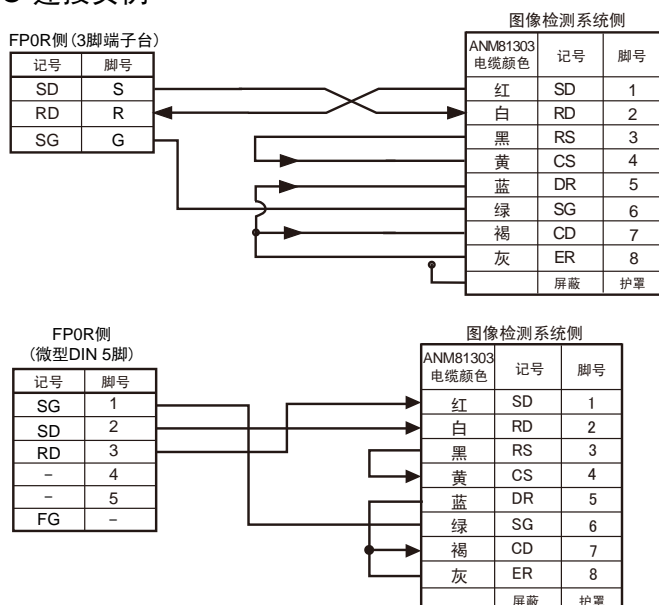 图像检测系统侧
FP0R侧(3脚端子台)
记号 脚号
SD S
RD R
SG G
ANM81303 电缆颜色 记号 脚号
红 SD 1
白 RD 2
黑 RS 3
黄 CS 4
蓝 DR 5
绿 SG 6
褐 CD 7
灰 ER 8
屏蔽 护罩
FP0R侧
(微型DIN 5脚)
记号 脚号
SG 1
SD 2
RD 3
- 4
- 5
FG -
图像检测系统侧
ANM81303 电缆颜色 记号 脚号
红 SD 1
白 RD 2
黑 RS 3
黄 CS 4
蓝 DR 5
绿 SG 6
褐 CD 7
灰 ER 8
屏蔽 护罩